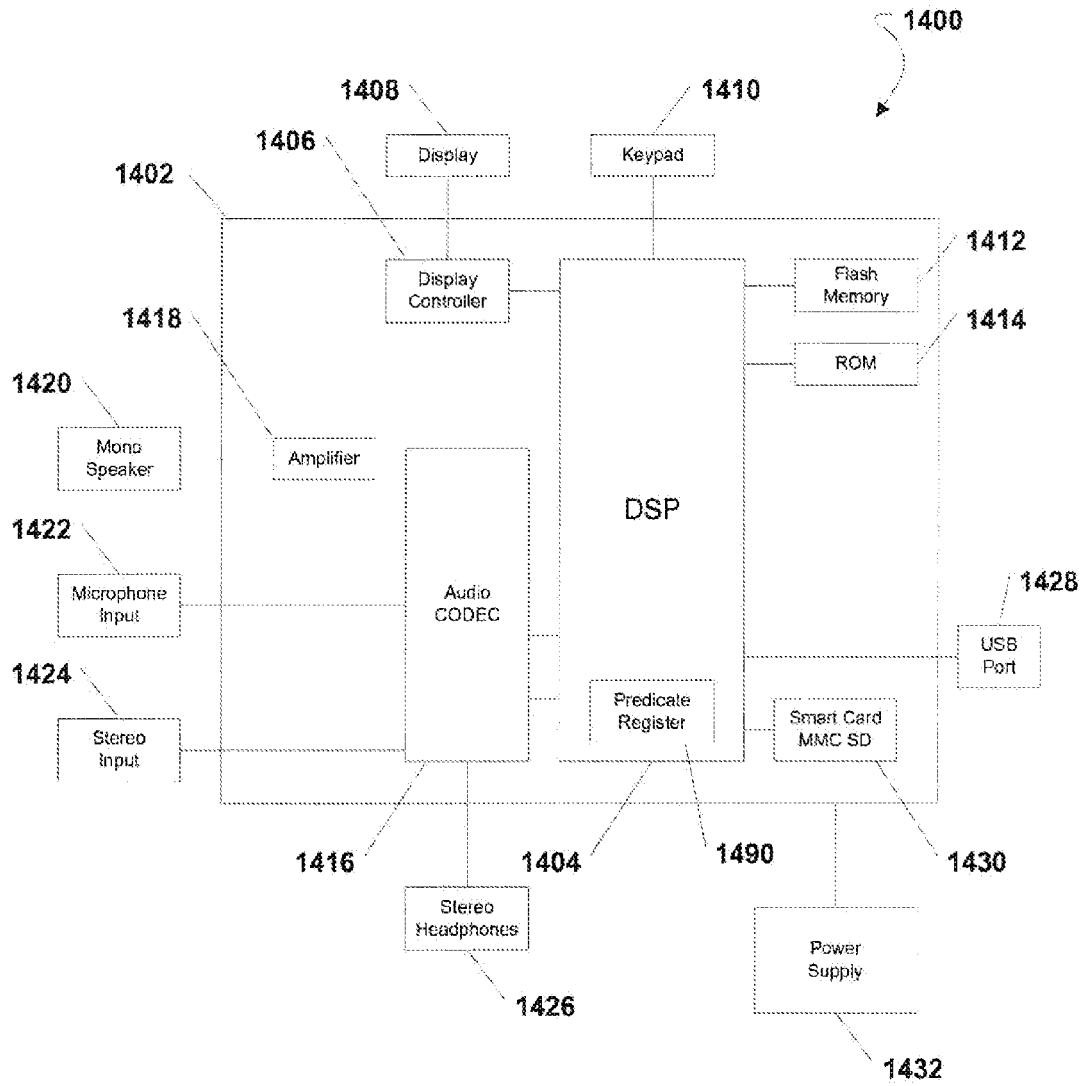 1400
1408
1410
1406
Display
Keypad
1402
1412
Flash
Memory
Display
Controller
1418
1414
ROM
1420
Mono
Speaker
Amplifier
DSP
1422
Microphone
Input
Audio
CODEC
1428
USB
Port
1424
Predicate
Register
Smart Card
MMC SD
Stereo
Input
1416
1404
1490
1430
Stereo
Headphones
Power
Supply
1426
1432